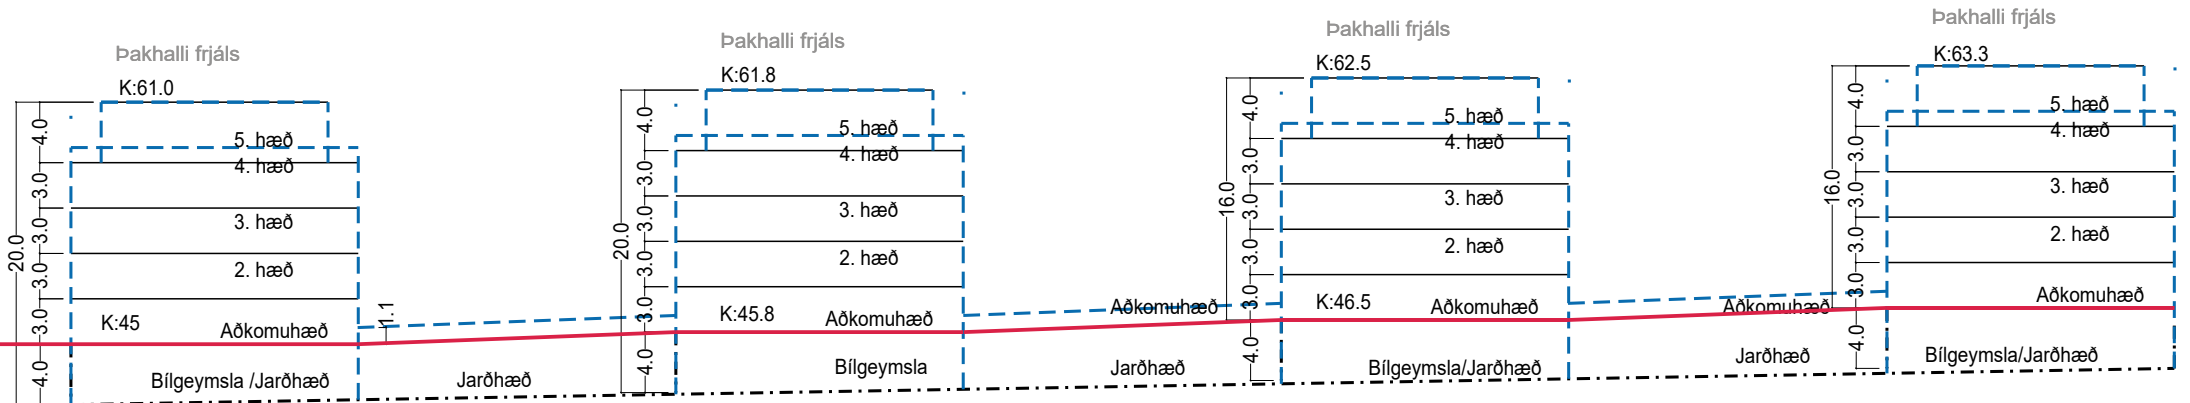 Þakhalli frjáls
K:61.0
5. hæð
4. hæð
3. hæð
2. hæð
K:45
Aðkomuhæð
Bílgeymsla /Jarðhæð
20.0
4.0
3.0
3.0
3.0
3.0
4.0
1.1
Jarðhæð
Þakhalli frjáls
K:61.8
5. hæð
4. hæð
3. hæð
2. hæð
K:45.8
Aðkomuhæð
Bílgeymsla
20.0
4.0
3.0
3.0
3.0
3.0
4.0
Aðkomuhæð
Jarðhæð
Þakhalli frjáls
K:62.5
5. hæð
4. hæð
3. hæð
2. hæð
K:46.5
Aðkomuhæð
Bílgeymsla/Jarðhæð
16.0
4.0
3.0
3.0
3.0
3.0
4.0
Aðkomuhæð
Jarðhæð
Þakhalli frjáls
K:63.3
5. hæð
4. hæð
3. hæð
2. hæð
Aðkomuhæð
Bílgeymsla/Jarðhæð
16.0
4.0
3.0
3.0
3.0
3.0
4.0